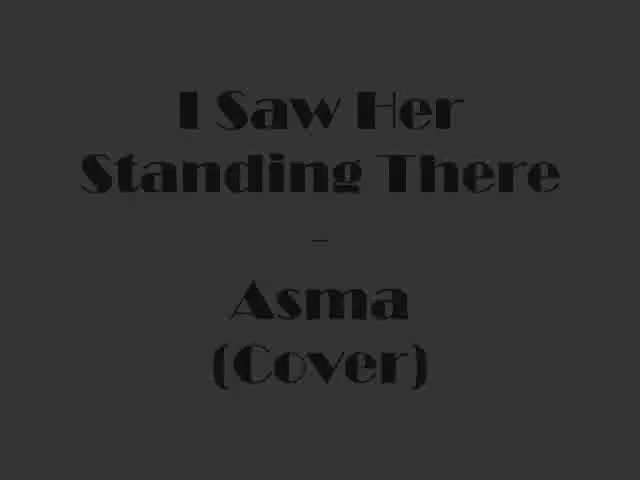 I Saw Her
Standing There
-
Asma
(Cover)